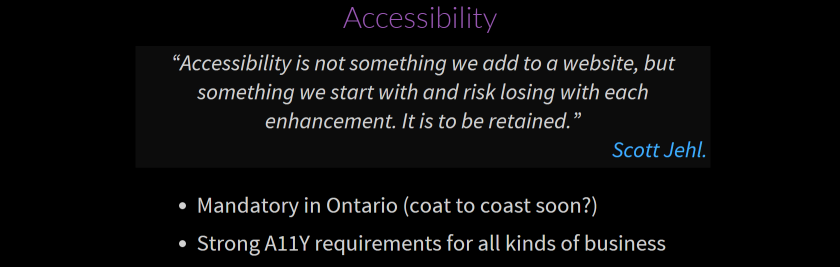 Accessibility
“Accessibility is not something we add to a website, but
something we start with and risk losing with each
enhancement. It is to be retained.”
Scott Jehl.
• Mandatory in Ontario (coat to coast soon?)
• Strong A11Y requirements for all kinds of business